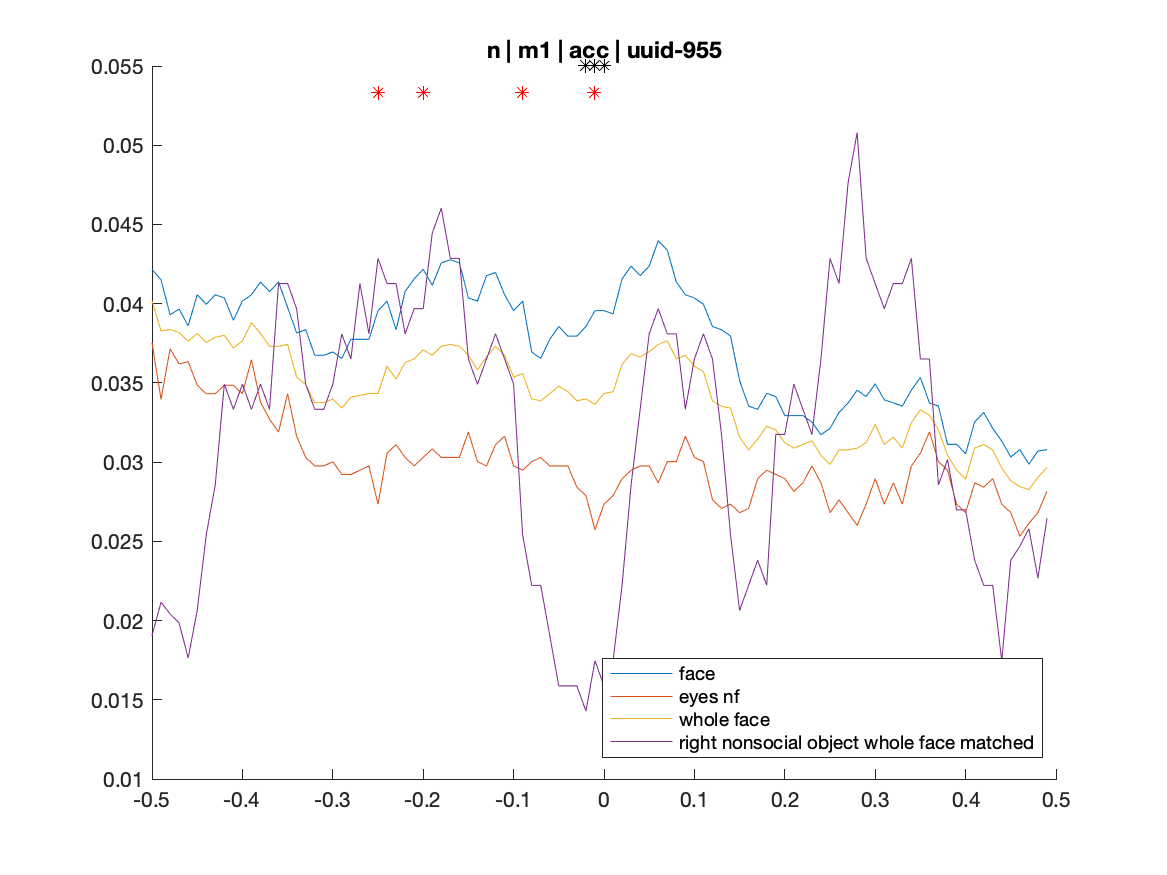 n | m1 | acc | uuid-955
0.055
0.05
0.045
0.04
0.035
0.03
0.025
0.02
0.015
0.01
face
eyes nf
whole face
right nonsocial object whole face matched
-0.5 -0.4 -0.3 -0.2 -0.1 0 0.1 0.2 0.3 0.4 0.5